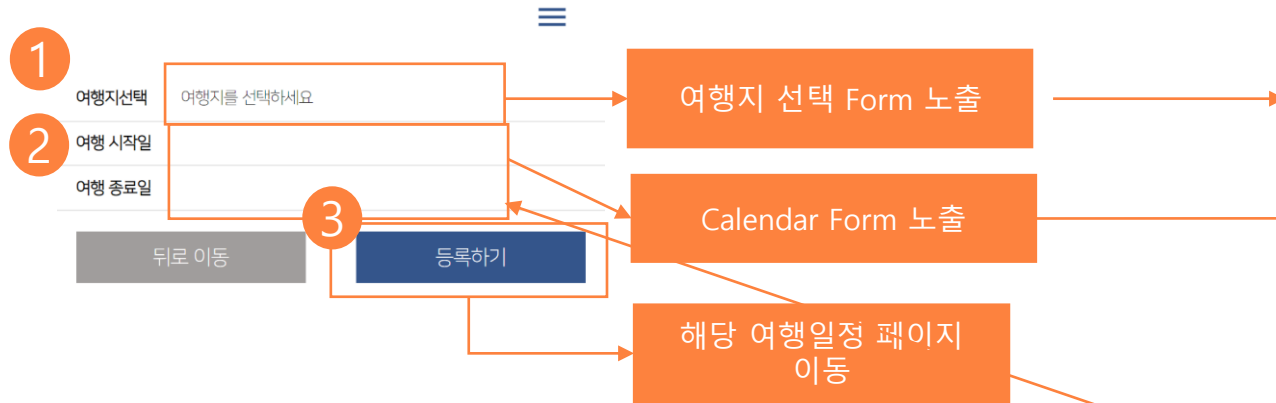 1
여행지선택
여행지를 선택하세요
여행지 선택 Form 노출
2
여행 시작일
여행 종료일
Calendar Form 노출
3
뒤로 이동
등록하기
해당 여행일정 페이지
이동